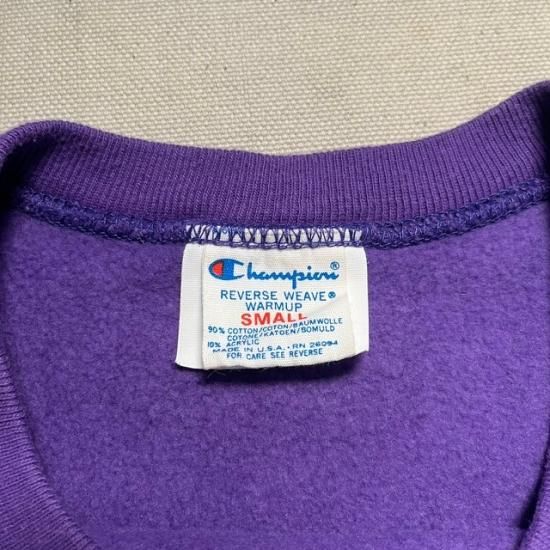 Champion®
REVERSE WEAVE®
WARMUP
SMALL
90% COTTON/COTON/BAUMWOLLE
COTONE/KATOEN/BOMULD
10% ACRYLIC
MADE IN U.S.A. · RN 26094
FOR CARE SEE REVERSE